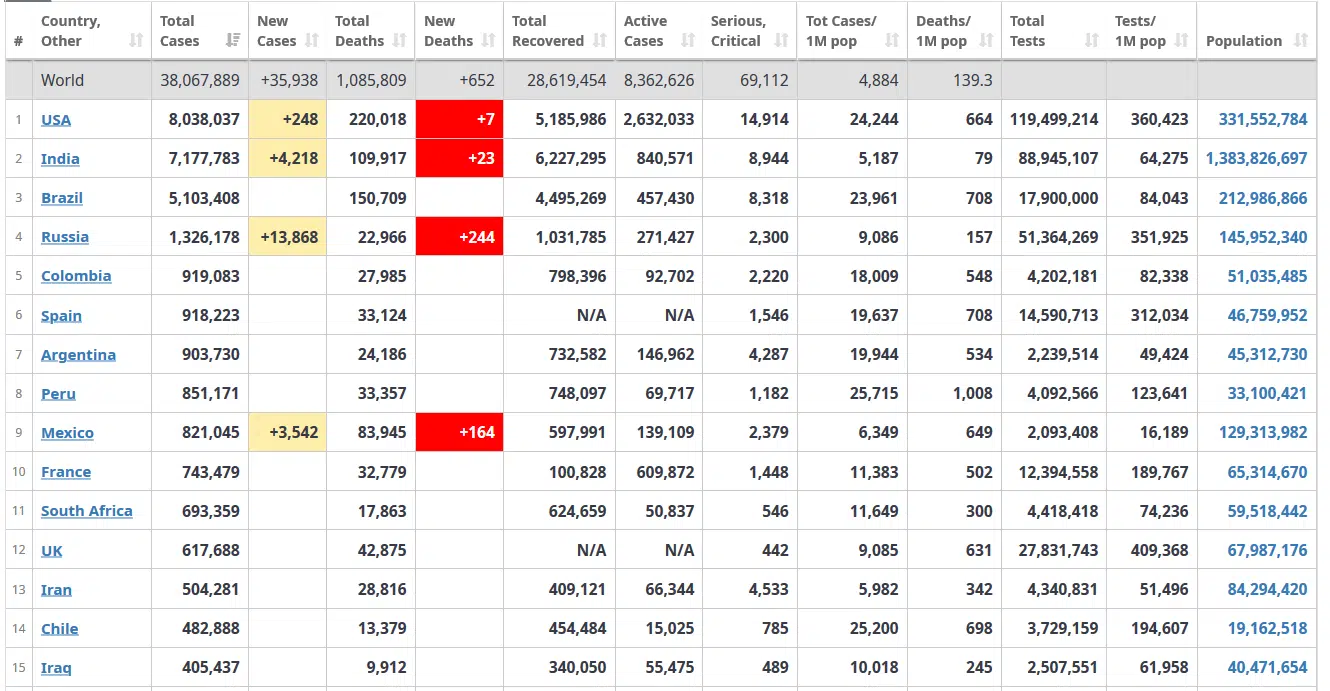 # Country, Other Total Cases New Cases Total Deaths New Deaths Total Recovered Active Cases Serious, Critical Tot Cases/ 1M pop Deaths/ 1M pop Total Tests Tests/ 1M pop Population
World 38,067,889 +35,938 1,085,809 +652 28,619,454 8,362,626 69,112 4,884 139.3
1 USA 8,038,037 +248 220,018 +7 5,185,986 2,632,033 14,914 24,244 664 119,499,214 360,423 331,552,784
2 India 7,177,783 +4,218 109,917 +23 6,227,295 840,571 8,944 5,187 79 88,945,107 64,275 1,383,826,697
3 Brazil 5,103,408 150,709 4,495,269 457,430 8,318 23,961 708 17,900,000 84,043 212,986,866
4 Russia 1,326,178 +13,868 22,966 +244 1,031,785 271,427 2,300 9,086 157 51,364,269 351,925 145,952,340
5 Colombia 919,083 27,985 798,396 92,702 2,220 18,009 548 4,202,181 82,338 51,035,485
6 Spain 918,223 33,124 N/A N/A 1,546 19,637 708 14,590,713 312,034 46,759,952
7 Argentina 903,730 24,186 732,582 146,962 4,287 19,944 534 2,239,514 49,424 45,312,730
8 Peru 851,171 33,357 748,097 69,717 1,182 25,715 1,008 4,092,566 123,641 33,100,421
9 Mexico 821,045 +3,542 83,945 +164 597,991 139,109 2,379 6,349 649 2,093,408 16,189 129,313,982
10 France 743,479 32,779 100,828 609,872 1,448 11,383 502 12,394,558 189,767 65,314,670
11 South Africa 693,359 17,863 624,659 50,837 546 11,649 300 4,418,418 74,236 59,518,442
12 UK 617,688 42,875 N/A N/A 442 9,085 631 27,831,743 409,368 67,987,176
13 Iran 504,281 28,816 409,121 66,344 4,533 5,982 342 4,340,831 51,496 84,294,420
14 Chile 482,888 13,379 454,484 15,025 785 25,200 698 3,729,159 194,607 19,162,518
15 Iraq 405,437 9,912 340,050 55,475 489 10,018 245 2,507,551 61,958 40,471,654